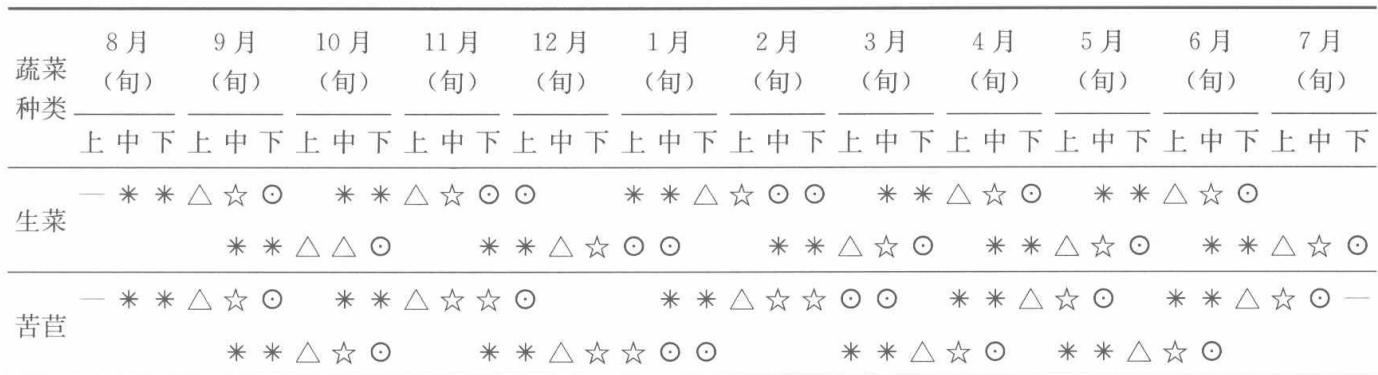 8月 9月 10月 11月 12月 1月 2月 3月 4月 5月 6月 7月
蔬菜 (旬) (旬) (旬) (旬) (旬) (旬) (旬) (旬) (旬) (旬) (旬) (旬)
种类
上 中 下 上 中 下 上 中 下 上 中 下 上 中 下 上 中 下 上 中 下 上 中 下 上 中 下 上 中 下 上 中 下 上 中 下
生菜
— * * △ ☆ ⊙ * * △ ☆ ⊙ ⊙ * * △ ☆ ⊙ ⊙ * * △ ☆ ⊙ * * △ ☆ ⊙
* * △ △ ⊙ * * △ ☆ ⊙ ⊙ * * △ ☆ ⊙ * * △ ☆ ⊙ * * △ ☆ ⊙
苦苣
— * * △ ☆ ⊙ * * △ ☆ ☆ ⊙ * * △ ☆ ☆ ⊙ ⊙ * * △ ☆ ⊙ * * △ ☆ ⊙ —
* * △ ☆ ⊙ * * △ ☆ ☆ ⊙ ⊙ * * △ ☆ ⊙ * * △ ☆ ⊙